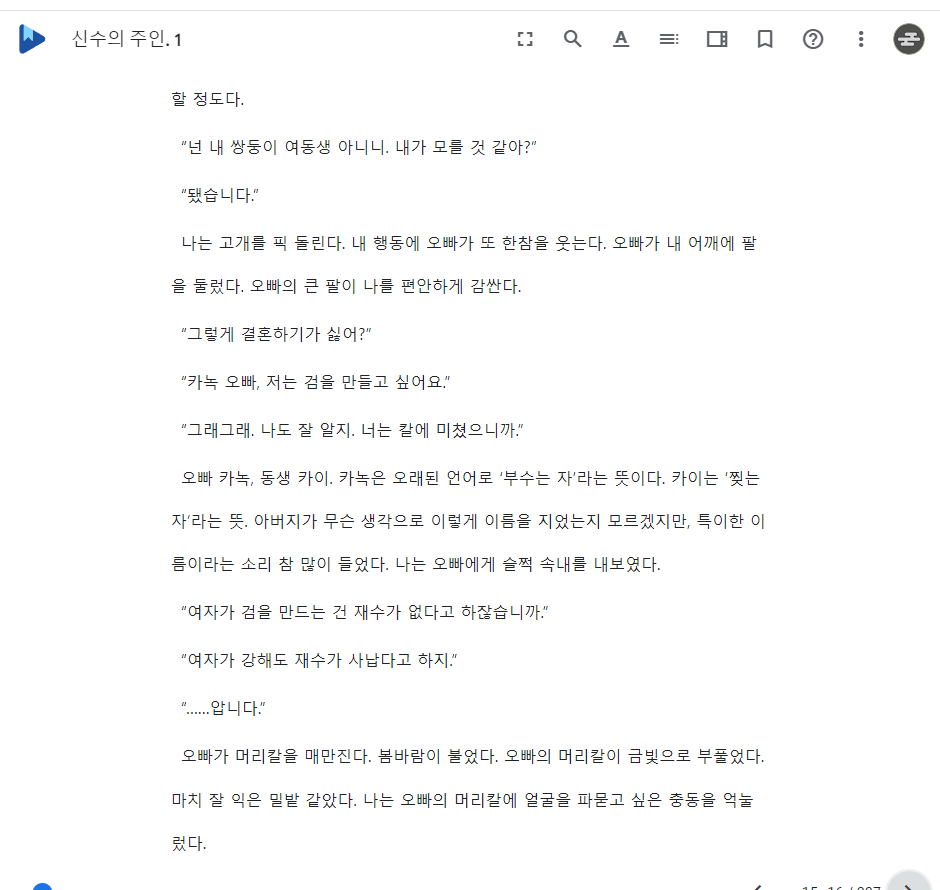 신수의 주인. 1
할 정도다.
“넌 내 쌍둥이 여동생 아니니. 내가 모를 것 같아?”
“됐습니다.”
나는 고개를 픽 돌린다. 내 행동에 오빠가 또 한참을 웃는다. 오빠가 내 어깨에 팔
을 둘렀다. 오빠의 큰 팔이 나를 편안하게 감싼다.
“그렇게 결혼하기가 싫어?”
“카녹 오빠, 저는 검을 만들고 싶어요.”
“그래그래. 나도 잘 알지. 너는 칼에 미쳤으니까.”
오빠 카녹, 동생 카이. 카녹은 오래된 언어로 ‘부수는 자’라는 뜻이다. 카이는 ‘찢는
자’라는 뜻. 아버지가 무슨 생각으로 이렇게 이름을 지었는지 모르겠지만, 특이한 이
름이라는 소리 참 많이 들었다. 나는 오빠에게 슬쩍 속내를 내보였다.
“여자가 검을 만드는 건 재수가 없다고 하잖습니까.”
“여자가 강해도 재수가 사납다고 하지.”
“……압니다.”
오빠가 머리칼을 매만진다. 봄바람이 불었다. 오빠의 머리칼이 금빛으로 부풀었다.
마치 잘 익은 밀밭 같았다. 나는 오빠의 머리칼에 얼굴을 파묻고 싶은 충동을 억눌
렀다.